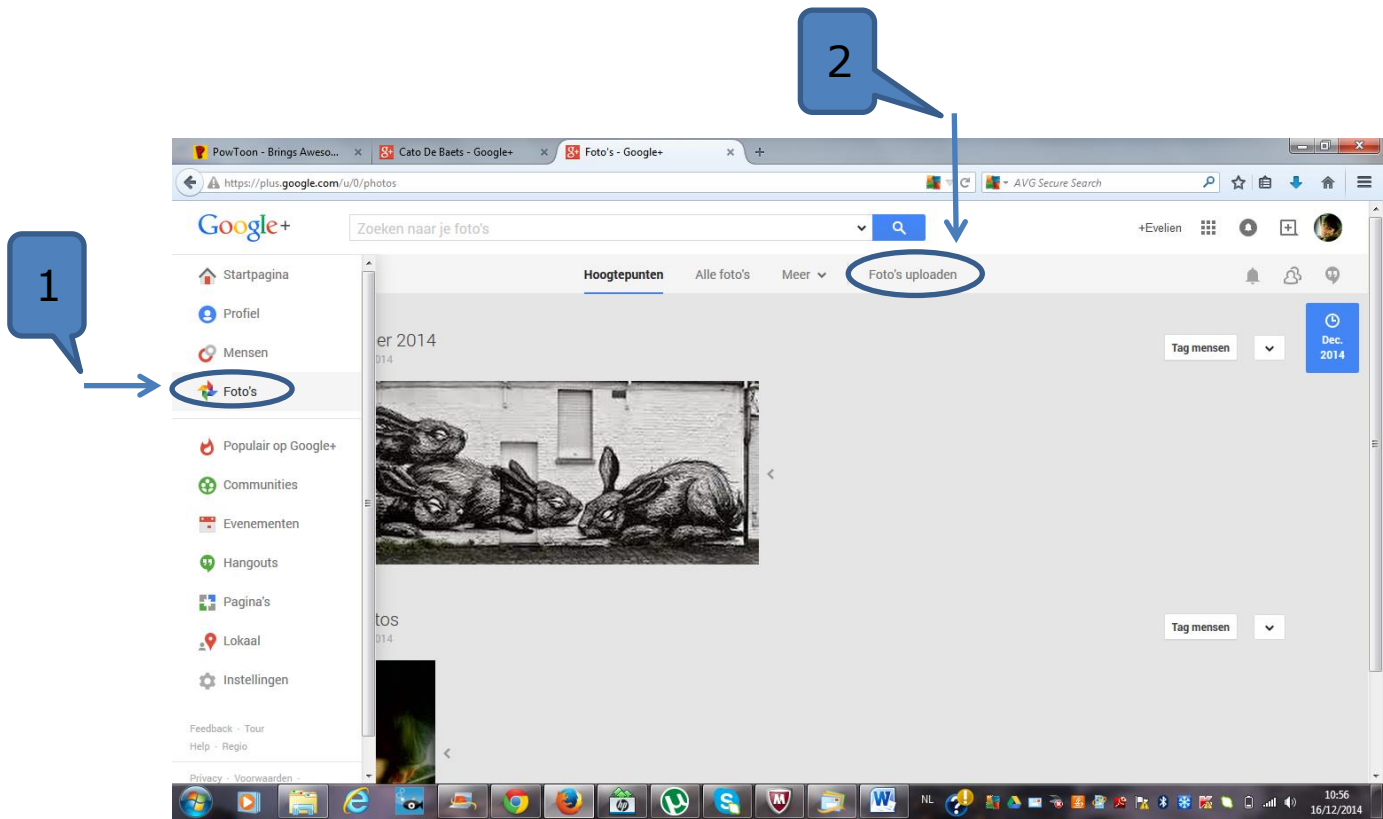 2
1
PowToon - Brings Aweso...
Cato De Baets - Google+
Foto's - Google+
https://plus.google.com/u/0/photos
AVG Secure Search
Google+
Zoeken naar je foto's
+Evelien
Startpagina
Profiel
Mensen
Foto's
Populair op Google+
Communities
Evenementen
Hangouts
Pagina's
Lokaal
Instellingen
Feedback - Tour
Help - Regio
Privacy - Voorwaarden -
Hoogtepunten Alle foto's Meer Foto's uploaden
er 2014
014
Tag mensen
Dec.
2014
tos
014
Tag mensen
NL
10:56
16/12/2014